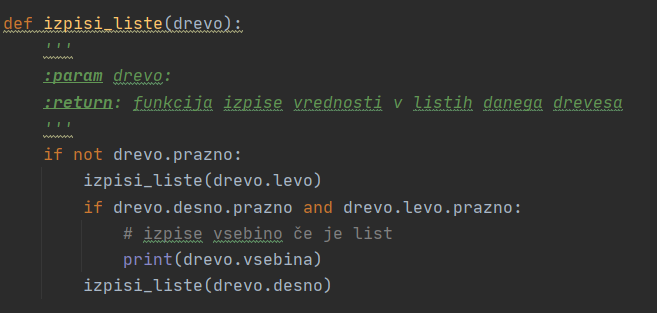 def izpisi_liste(drevo):
    '''
    :param drevo:
    :return: funkcija izpise vrednosti v listih danega drevesa
    '''
    if not drevo.prazno:
        izpisi_liste(drevo.levo)
        if drevo.desno.prazno and drevo.levo.prazno:
            # izpise vsebino če je list
            print(drevo.vsebina)
        izpisi_liste(drevo.desno)